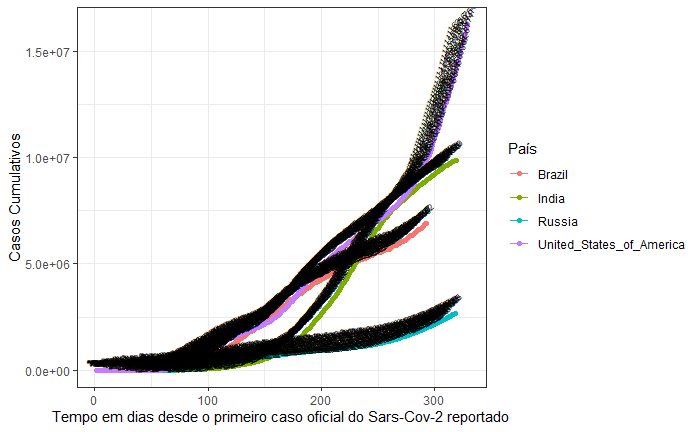 1.5e+07
1.0e+07
5.0e+06
0.0e+00
Casos Cumulativos
0
100
200
300
Tempo em dias desde o primeiro caso oficial do Sars-Cov-2 reportado
País
Brazil
India
Russia
United_States_of_America